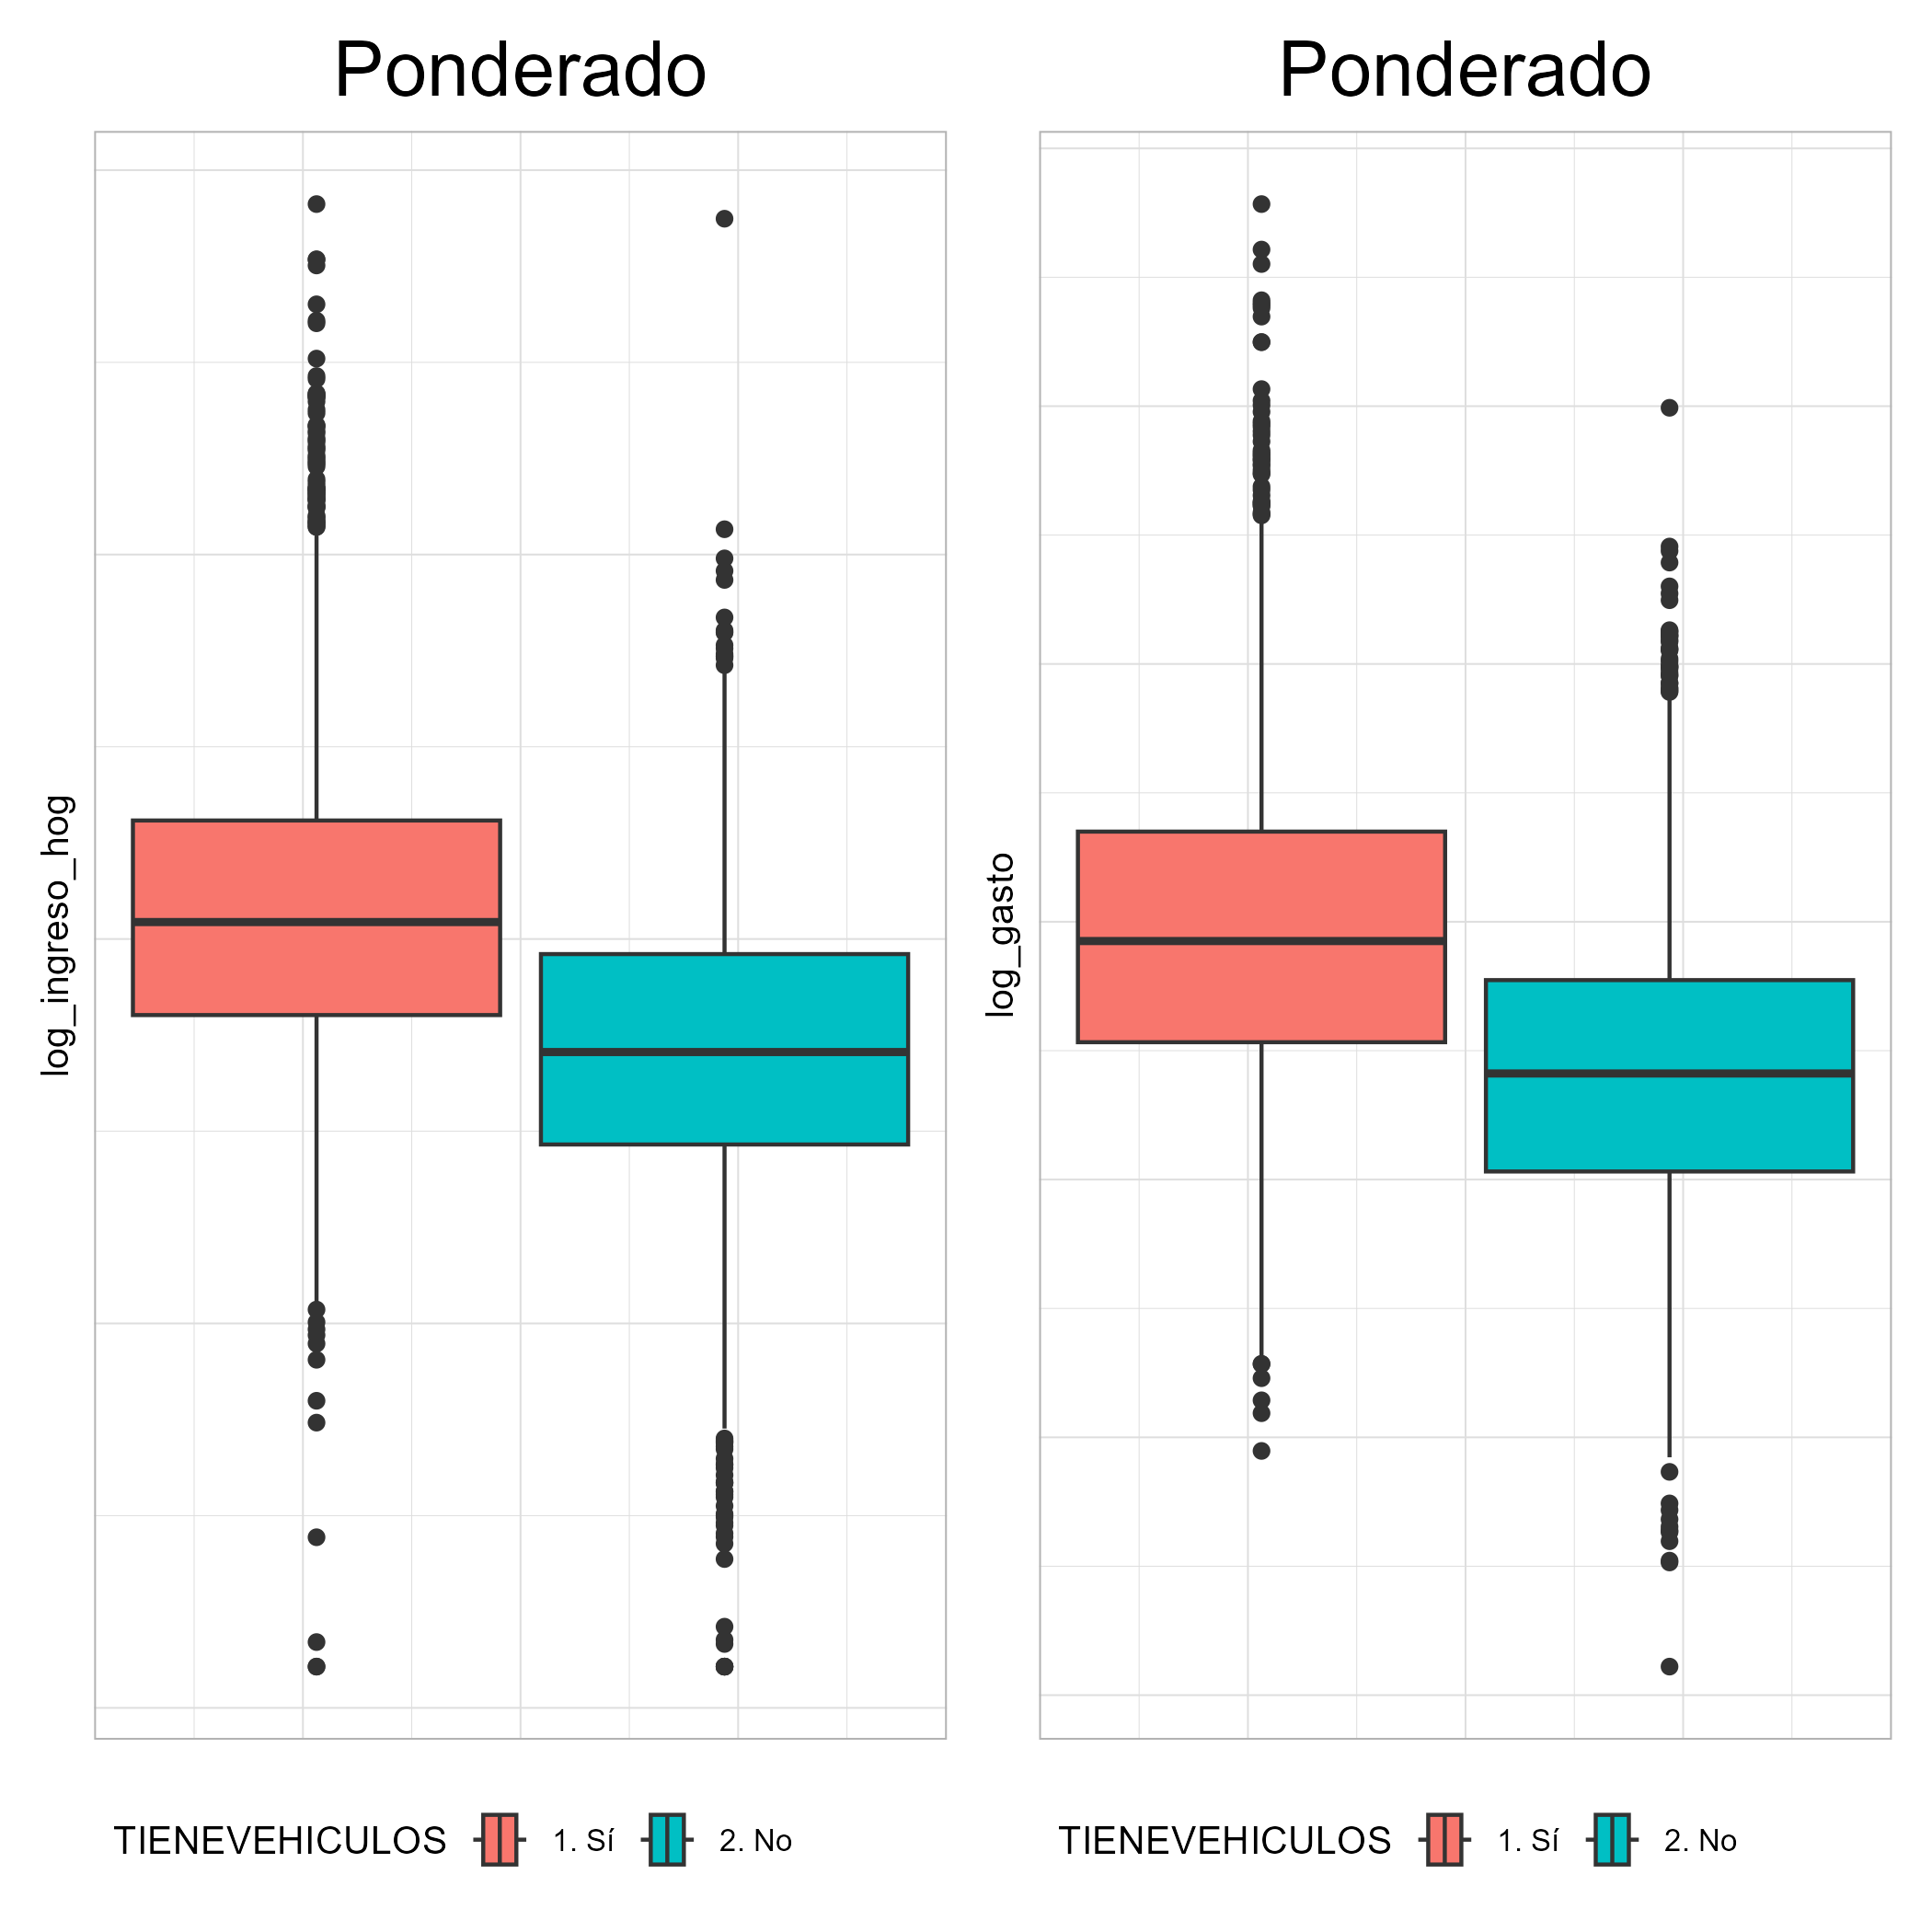 Ponderado
log_ingreso_hog
TIENEVEHICULOS 1. Sí 2. No
Ponderado
log_gasto
TIENEVEHICULOS 1. Sí 2. No